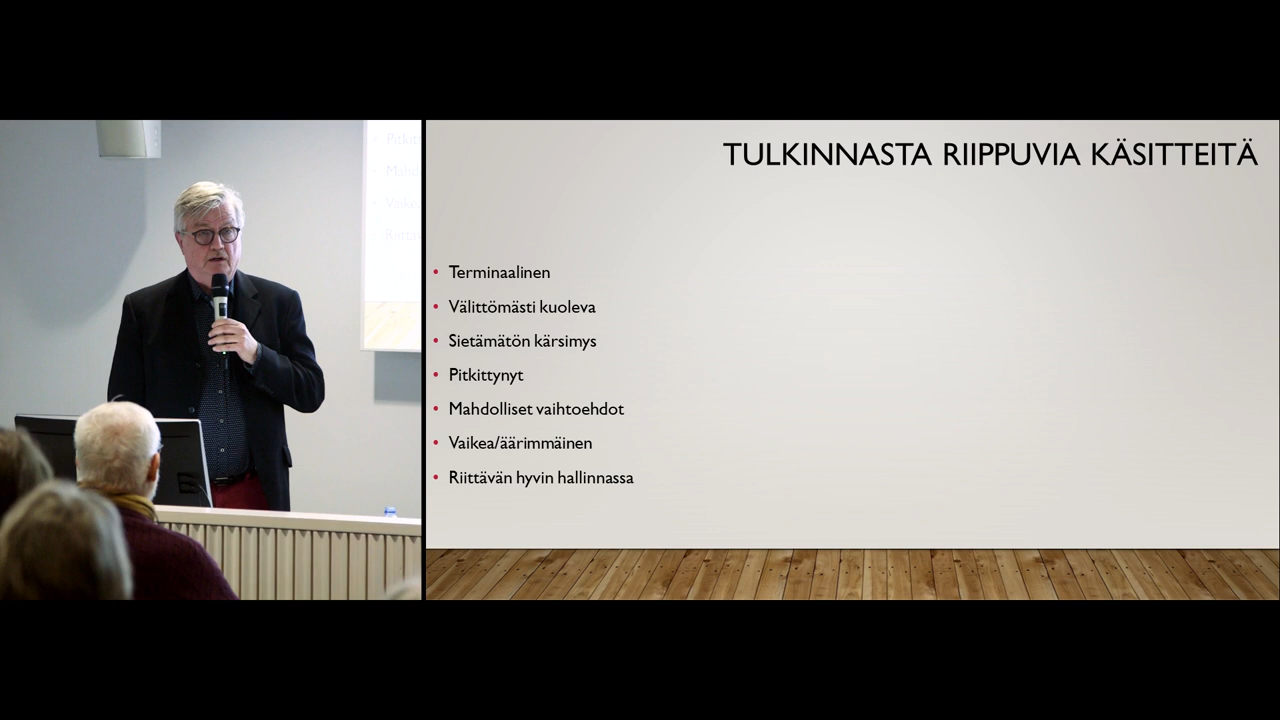 TULKINNASTA RIIPPUVIA KÄSITTEITÄ
• Terminaalinen
• Välittömästi kuoleva
• Sietämätön kärsimys
• Pitkittynyt
• Mahdolliset vaihtoehdot
• Vaikea/äärimmäinen
• Riittävän hyvin hallinnassa